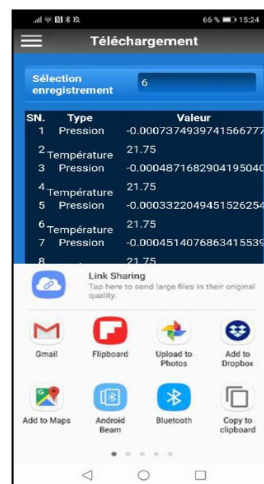 66 % 15:24
Téléchargement
Sélection enregistrement 6
SN. Type Valeur
1 Pression -0.000737493974156677
2 Température 21.75
3 Pression -0.0004871682904195040
4 Température 21.75
5 Pression -0.0003322049451526254
6 Température 21.75
7 Pression -0.0004514076863415539
8 21.75
Link Sharing
Tap here to send large files in their original
quality.
Gmail Flipboard Upload to Photos Add to Dropbox
Add to Maps Android Beam Bluetooth Copy to clipboard